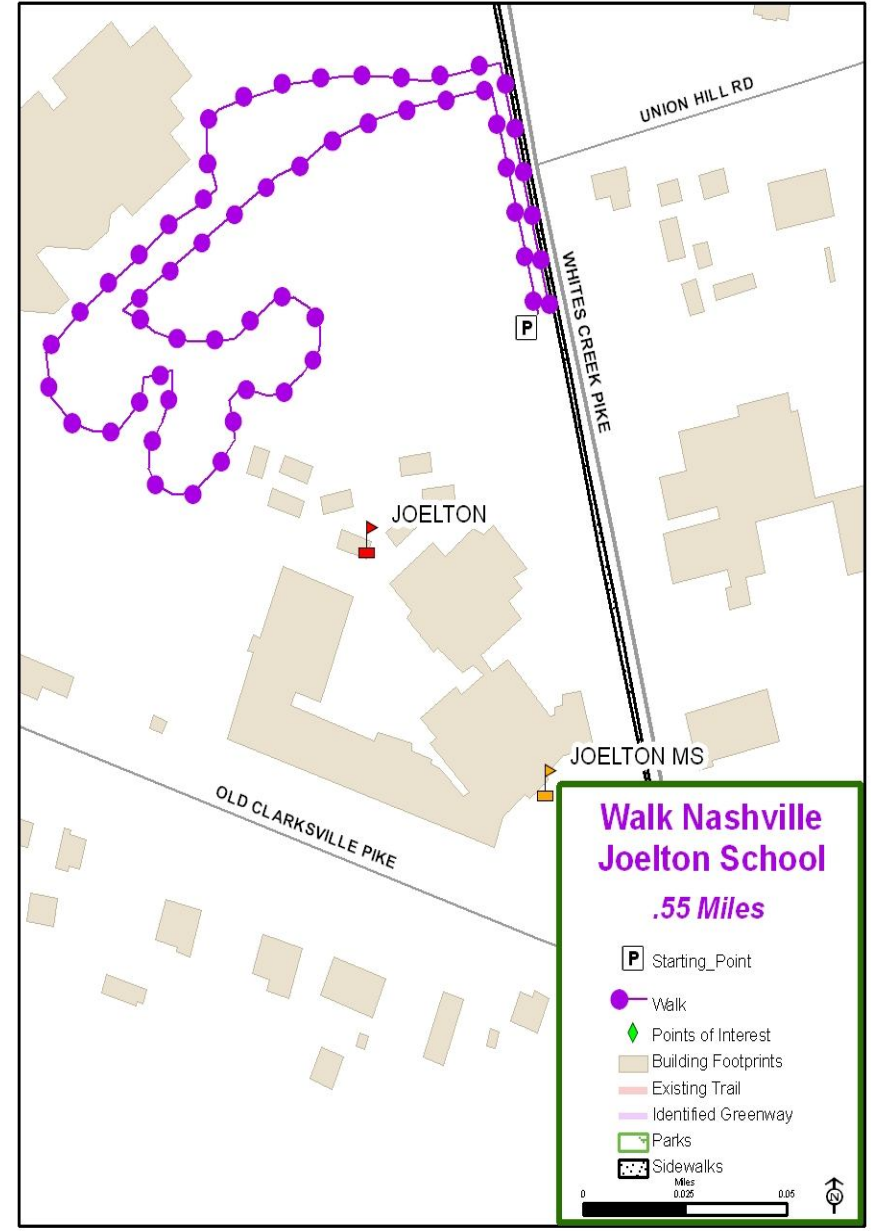 UNION HILL RD
WHITES CREEK PIKE
P
JOELTON
JOELTON MS
OLD CLARKSVILLE PIKE
Walk Nashville
Joelton School
.55 Miles
P Starting_Point
Walk
Points of Interest
Building Footprints
Existing Trail
Identified Greenway
Parks
Sidewalks
Miles
0 0.025 0.05
N